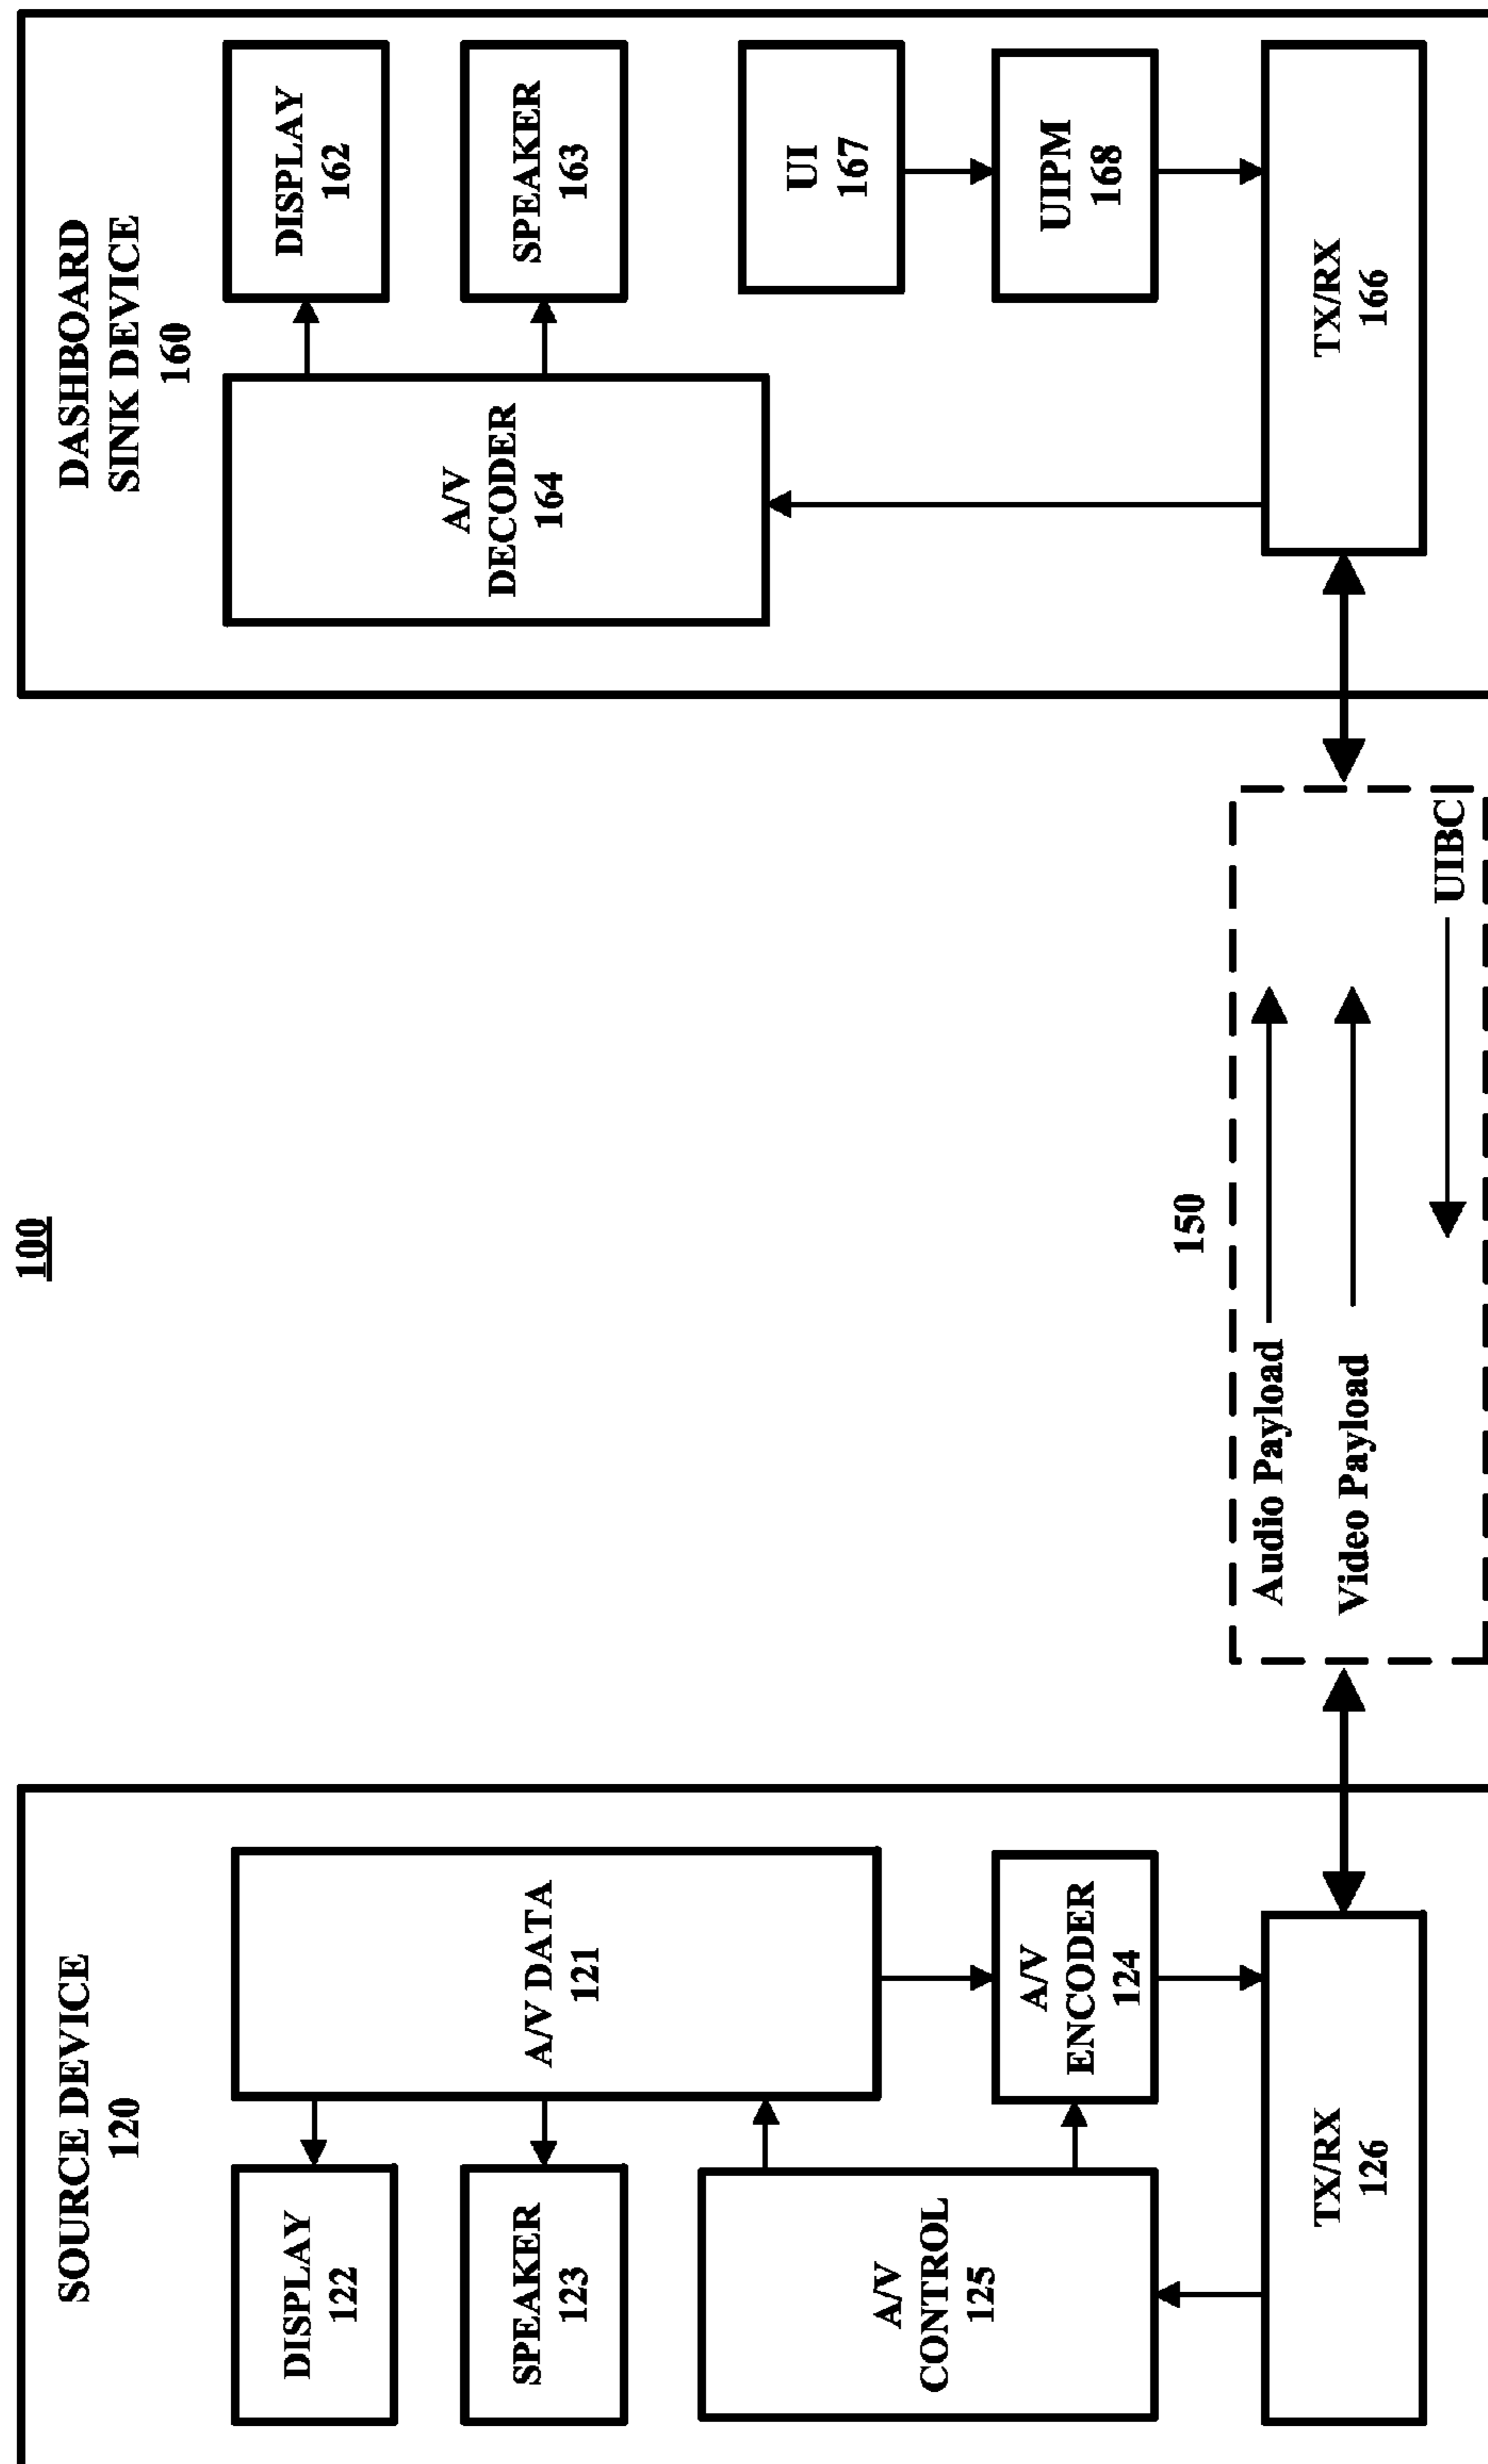 100
SOURCE DEVICE
120
DISPLAY
122
SPEAKER
123
A/V DATA
121
A/V
CONTROL
125
A/V
ENCODER
124
TX/RX
126
150
Audio Payload
Video Payload
UIBC
DASHBOARD
SINK DEVICE
160
A/V
DECODER
164
DISPLAY
162
SPEAKER
163
UI
167
UIPM
168
TX/RX
166